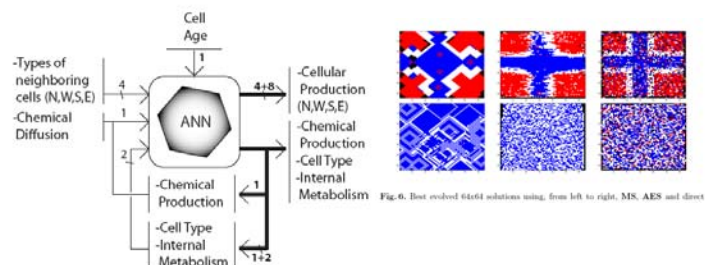 Cell
Age
1
-Types of
neighboring
cells (N,W,S,E)
4
-Chemical
Diffusion
1
2
ANN
4+8
-Cellular
Production
(N,W,S,E)
-Chemical
Production
-Cell Type
-Internal
Metabolism
-Chemical
Production
1
-Cell Type
-Internal
Metabolism
1+2
Fig. 6. Best evolved 64x64 solutions using, from left to right, MS, AES and direct